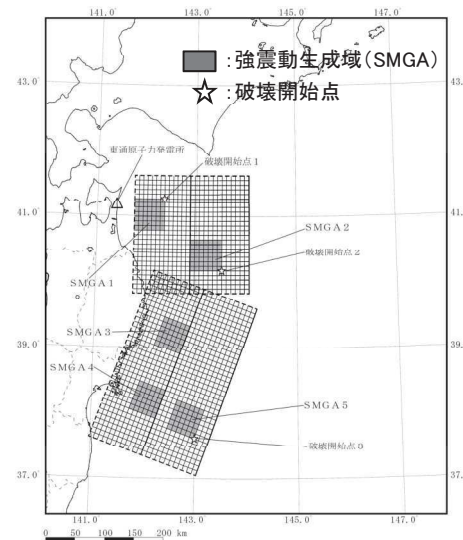 141.0° 143.0° 145.0° 147.0°
:強震動生成域(SMGA)
:破壊開始点
43.0° 43.
東通原子力発電所
破壊開始点1
41.0° 41.
SMGA2
破壊開始点2
SMGA1
SMGA3
39.0° 39.
SMGA4
SMGA5
破壊開始点3
37.0° 37.
141.0° 143.0° 145.0° 147.0°
0 50 100 150 200 km